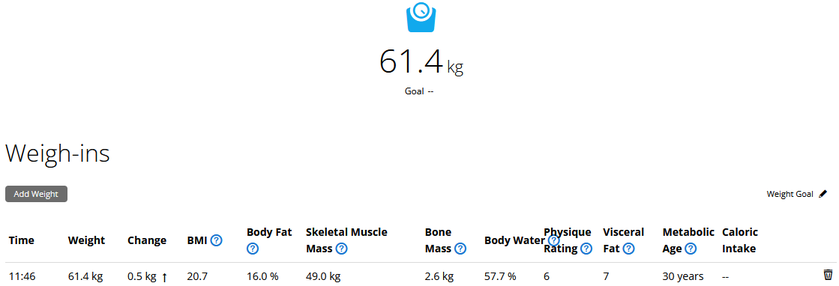 61.4 kg
Goal --
Weigh-ins
Add Weight
Weight Goal
Time Weight Change BMI Body Fat Skeletal Muscle Mass Bone Mass Body Water Physique Rating Visceral Fat Metabolic Age Caloric Intake
11:46 61.4 kg 0.5 kg ↑ 20.7 16.0 % 49.0 kg 2.6 kg 57.7 % 6 7 30 years --